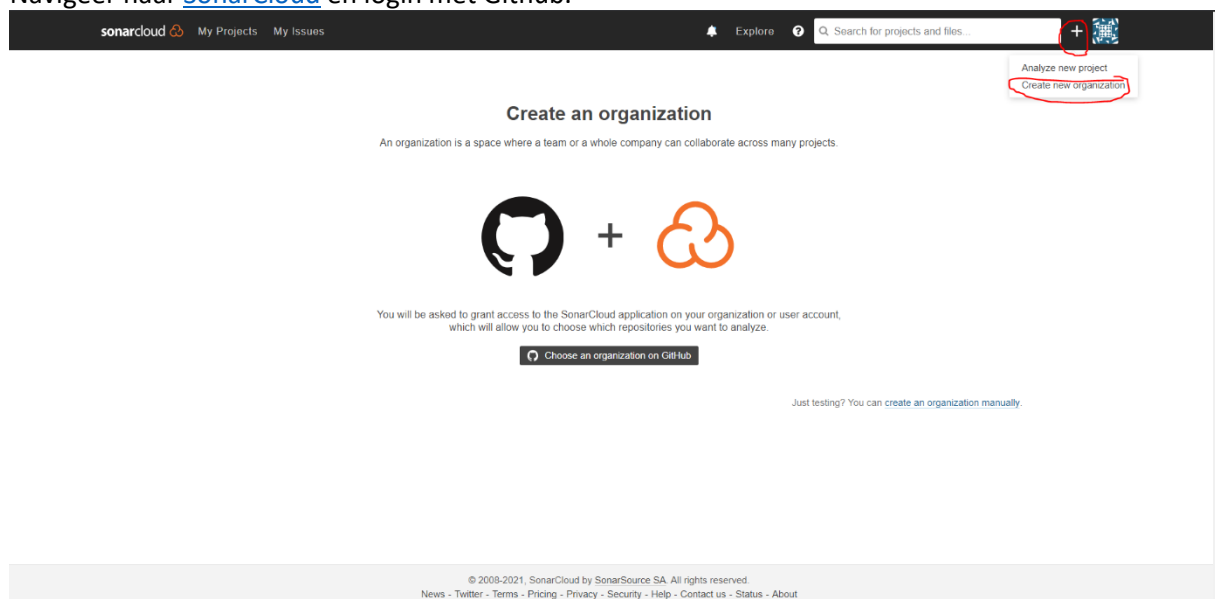 Navigeer naar SonarCloud en login met Github.
sonarcloud My Projects My Issues Explore ? Search for projects and files... +
Analyze new project
Create new organization
Create an organization
An organization is a space where a team or a whole company can collaborate across many projects.
+
You will be asked to grant access to the SonarCloud application on your organization or user account,
which will allow you to choose which repositories you want to analyze.
Choose an organization on GitHub
Just testing? You can create an organization manually.
© 2008-2021, SonarCloud by SonarSource SA. All rights reserved.
News - Twitter - Terms - Pricing - Privacy - Security - Help - Contact us - Status - About